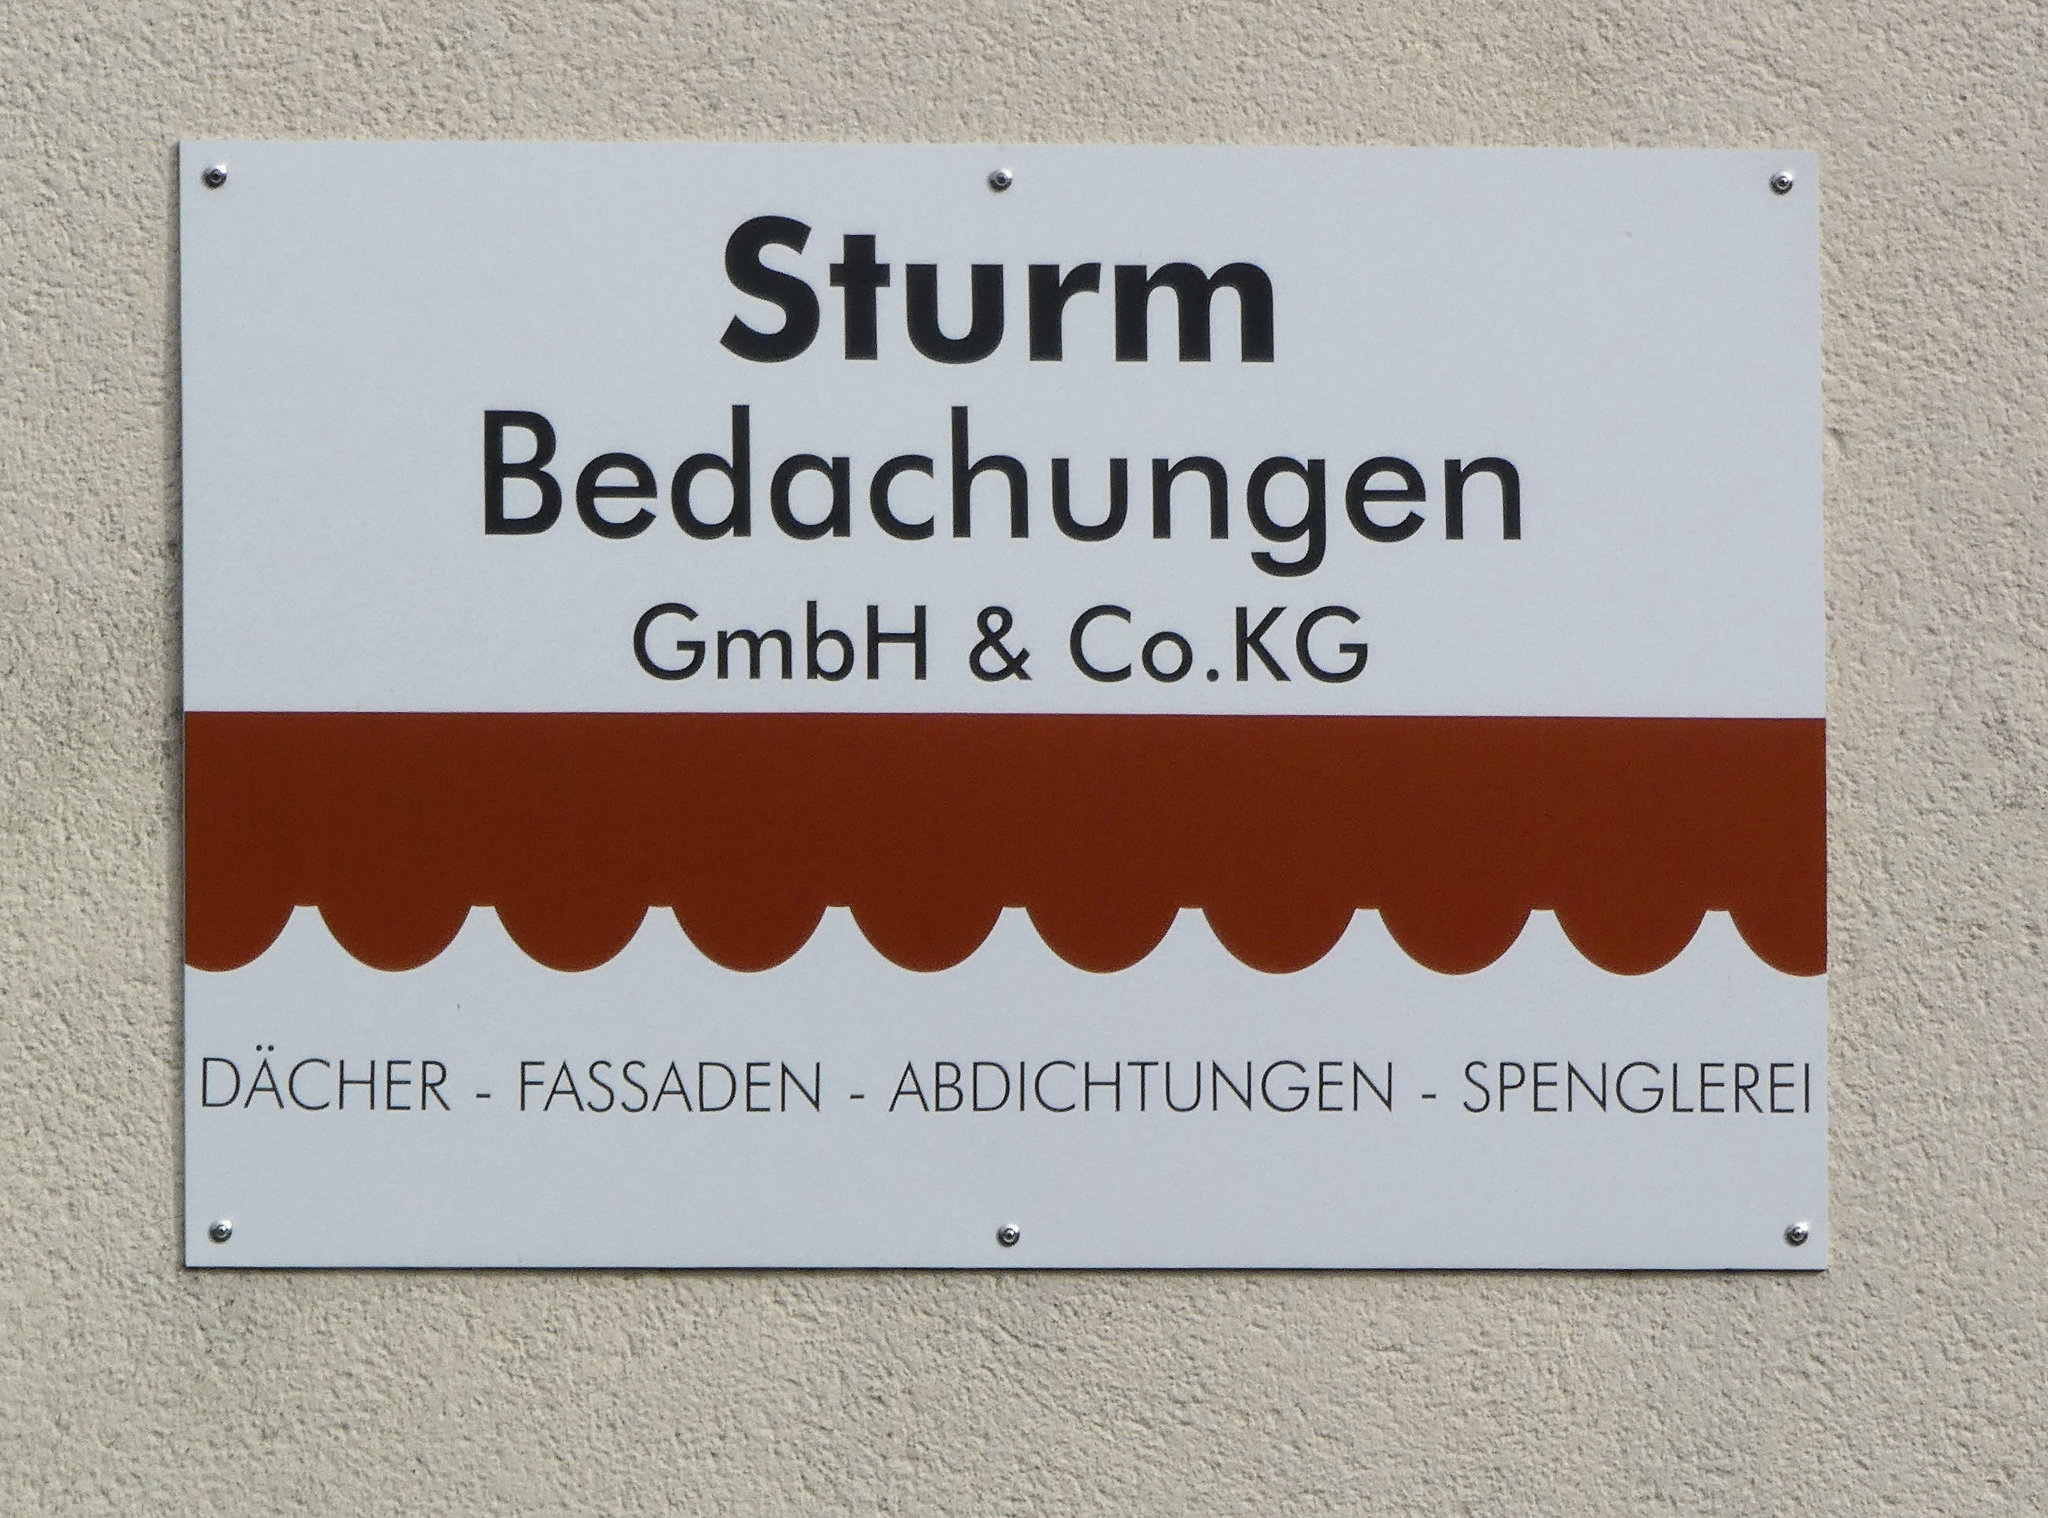 Sturm
Bedachungen
GmbH & Co.KG
DÄCHER - FASSADEN - ABDICHTUNGEN - SPENGLEREI